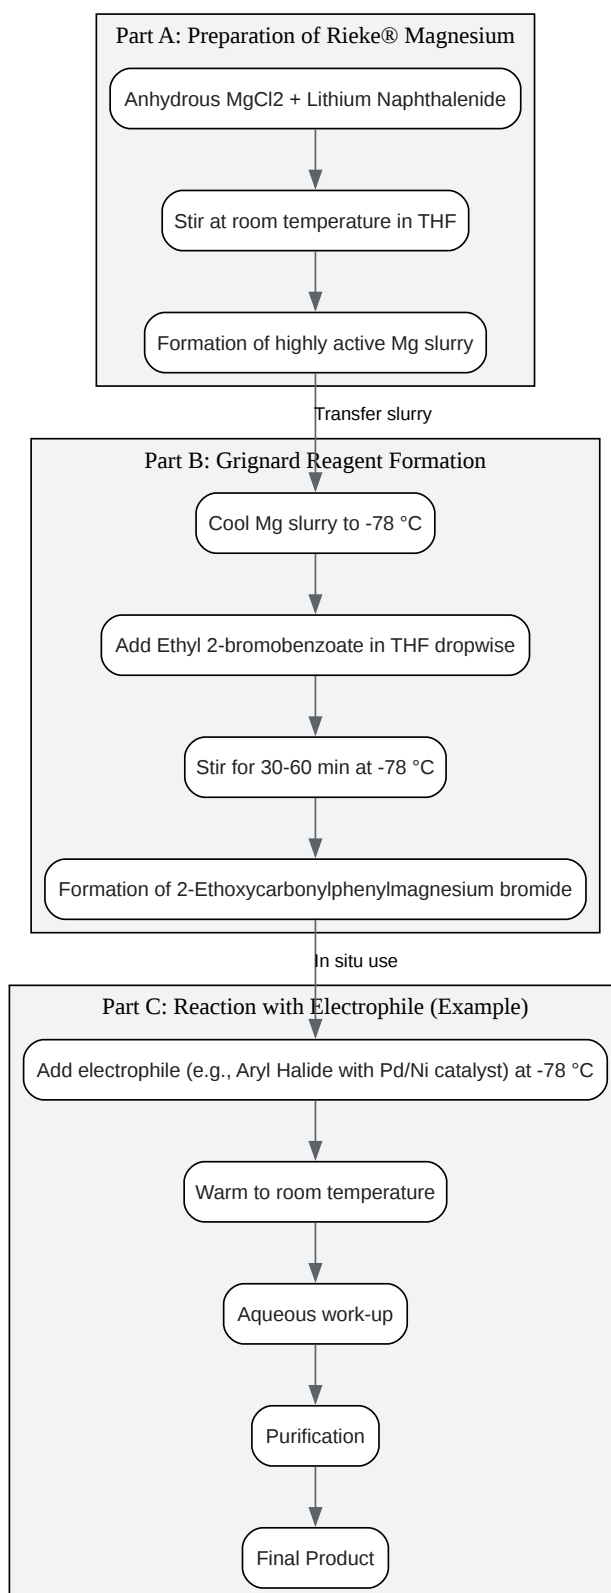 Part A: Preparation of Rieke® Magnesium
Anhydrous MgCl2 + Lithium Naphthalenide
Stir at room temperature in THF
Formation of highly active Mg slurry
Transfer slurry
Part B: Grignard Reagent Formation
Cool Mg slurry to -78 °C
Add Ethyl 2-bromobenzoate in THF dropwise
Stir for 30-60 min at -78 °C
Formation of 2-Ethoxycarbonylphenylmagnesium bromide
In situ use
Part C: Reaction with Electrophile (Example)
Add electrophile (e.g., Aryl Halide with Pd/Ni catalyst) at -78 °C
Warm to room temperature
Aqueous work-up
Purification
Final Product